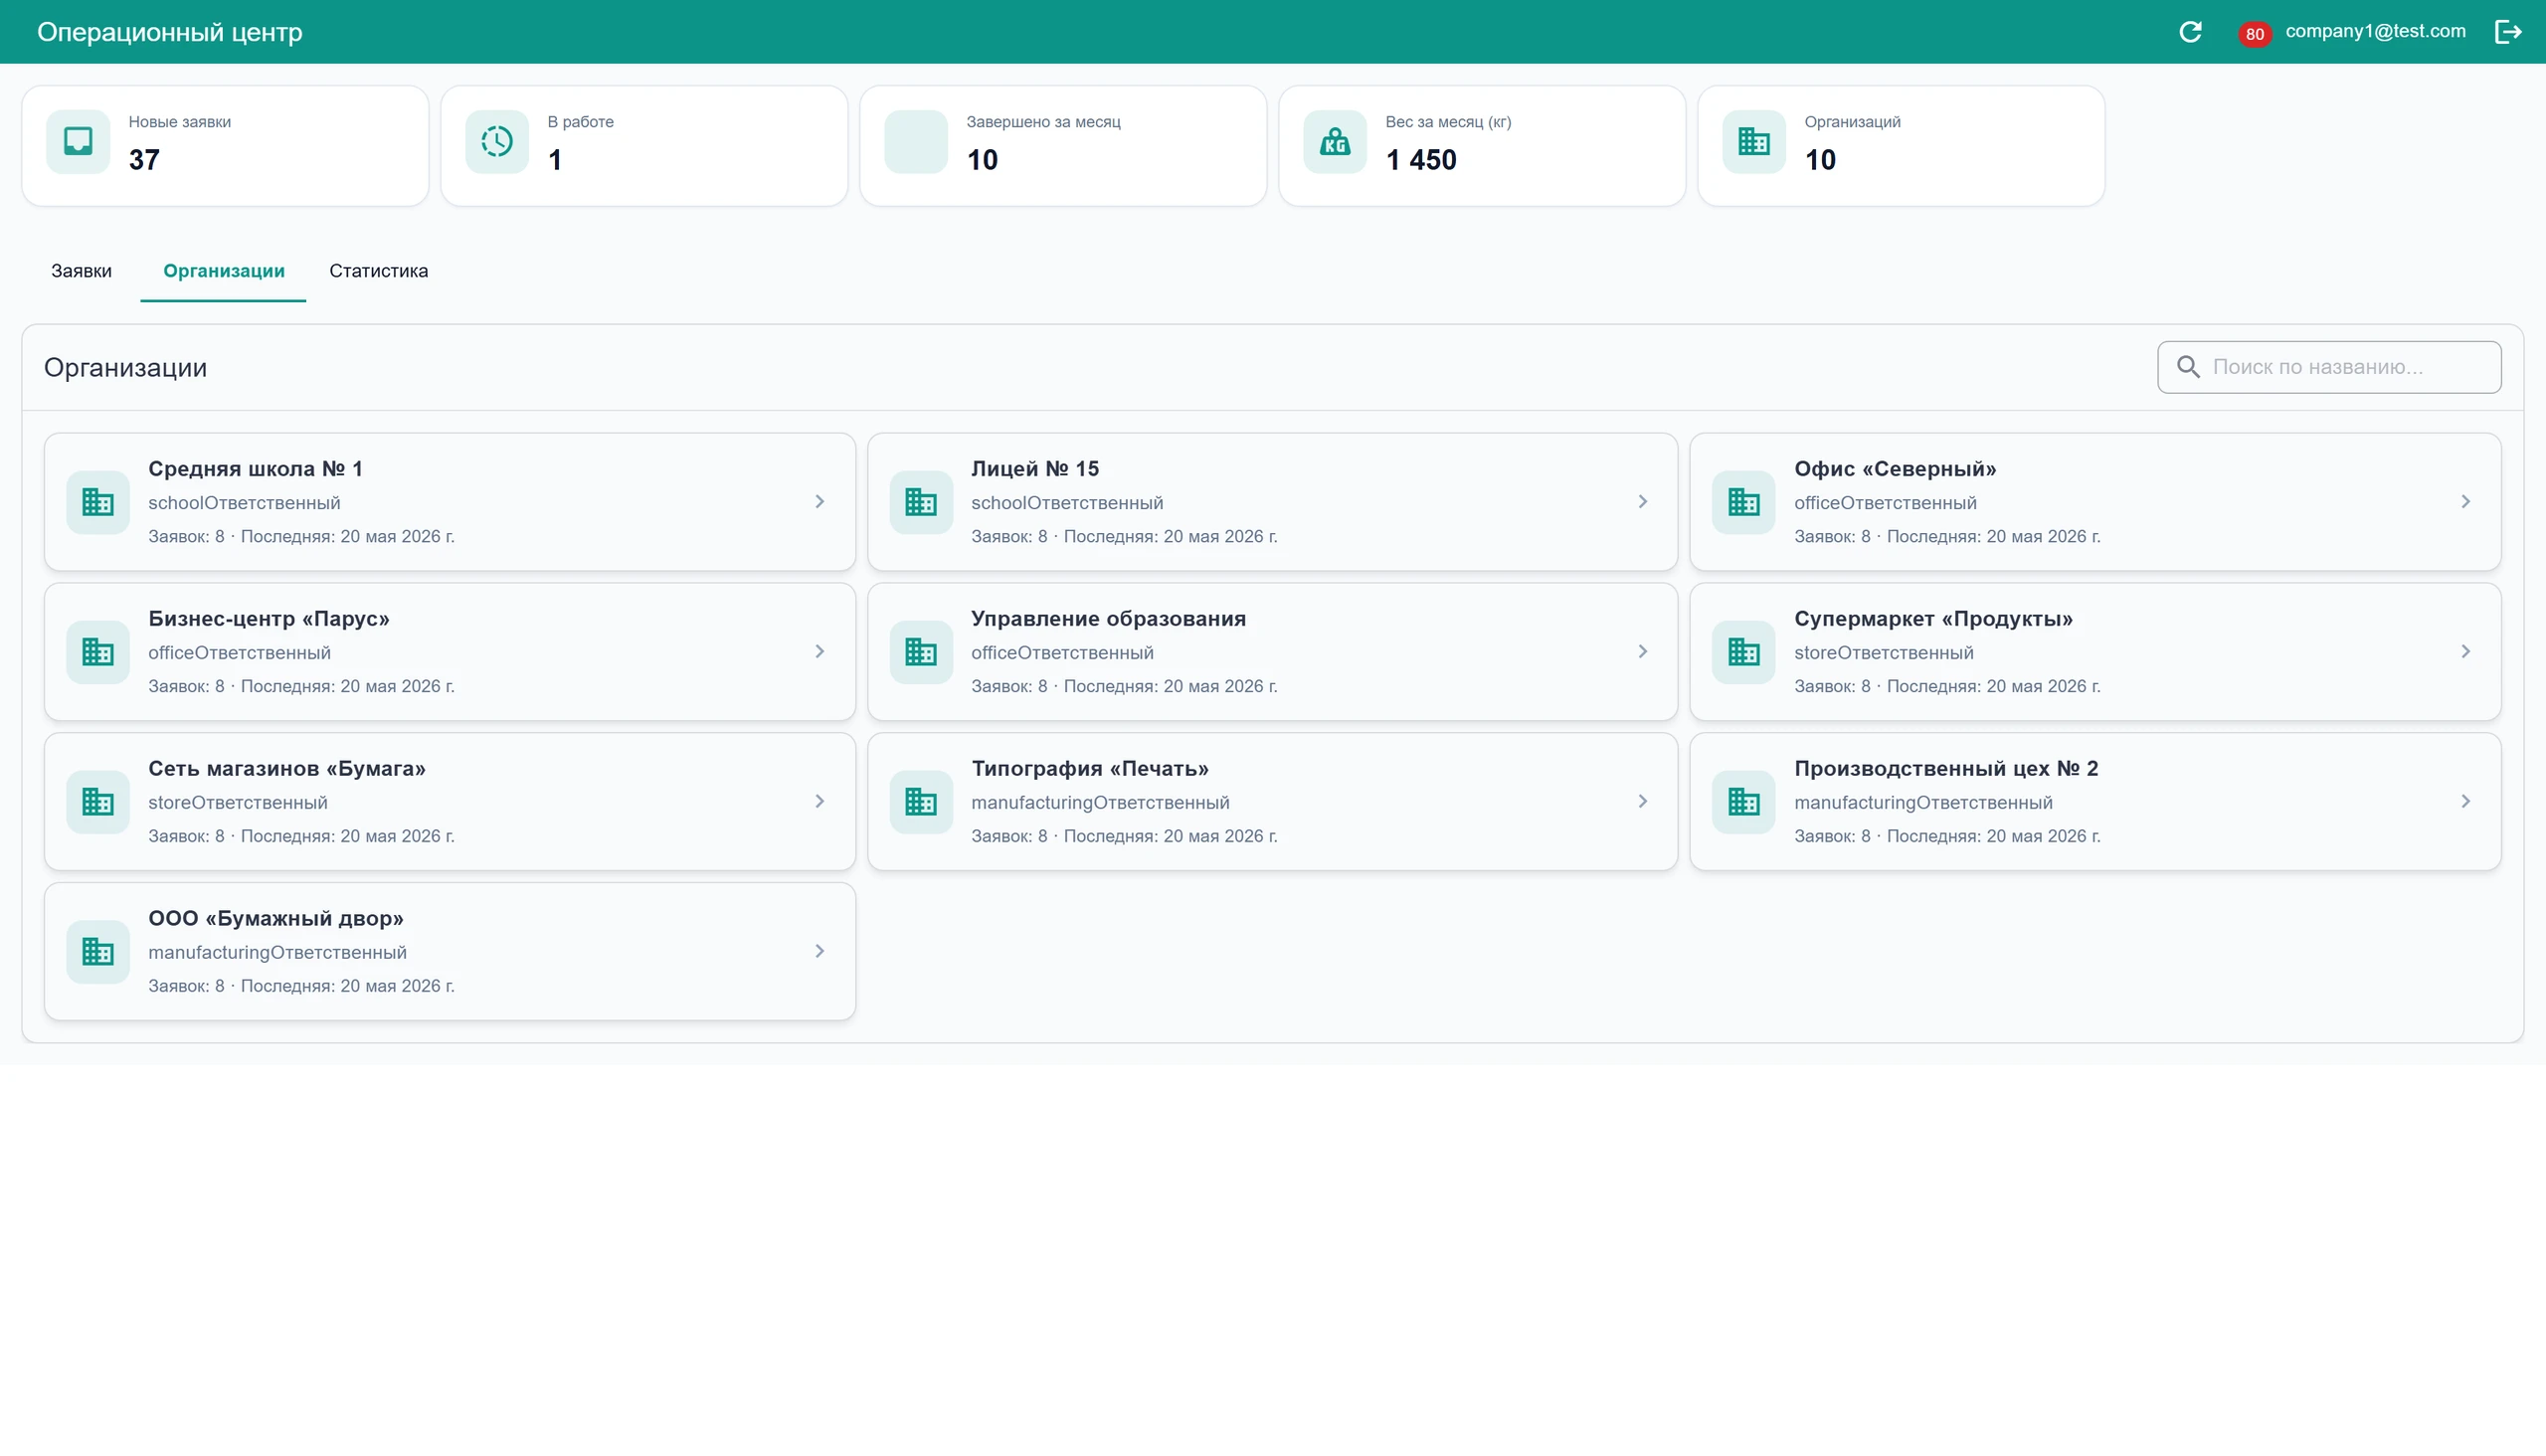 Операционный центр
80 company1@test.com
Новые заявки
37
В работе
1
Завершено за месяц
10
KG
Вес за месяц (кг)
1 450
Организаций
10
Заявки Организации Статистика
Организации
Поиск по названию...
Средняя школа № 1
schoolОтветственный
Заявок: 8 · Последняя: 20 мая 2026 г.
Лицей № 15
schoolОтветственный
Заявок: 8 · Последняя: 20 мая 2026 г.
Офис «Северный»
officeОтветственный
Заявок: 8 · Последняя: 20 мая 2026 г.
Бизнес-центр «Парус»
officeОтветственный
Заявок: 8 · Последняя: 20 мая 2026 г.
Управление образования
officeОтветственный
Заявок: 8 · Последняя: 20 мая 2026 г.
Супермаркет «Продукты»
storeОтветственный
Заявок: 8 · Последняя: 20 мая 2026 г.
Сеть магазинов «Бумага»
storeОтветственный
Заявок: 8 · Последняя: 20 мая 2026 г.
Типография «Печать»
manufacturingОтветственный
Заявок: 8 · Последняя: 20 мая 2026 г.
Производственный цех № 2
manufacturingОтветственный
Заявок: 8 · Последняя: 20 мая 2026 г.
ООО «Бумажный двор»
manufacturingОтветственный
Заявок: 8 · Последняя: 20 мая 2026 г.